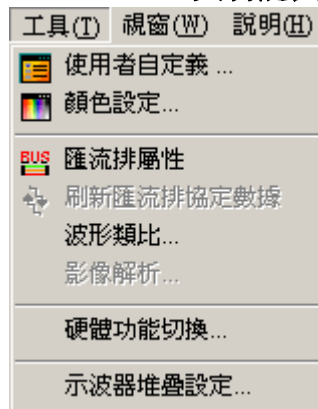 工具(T) 視窗(W) 說明(H)
使用者自定義 ...
顏色設定...
BUS 匯流排屬性
刷新匯流排協定數據
波形類比...
影像解析...
硬體功能切換...
示波器堆疊設定...